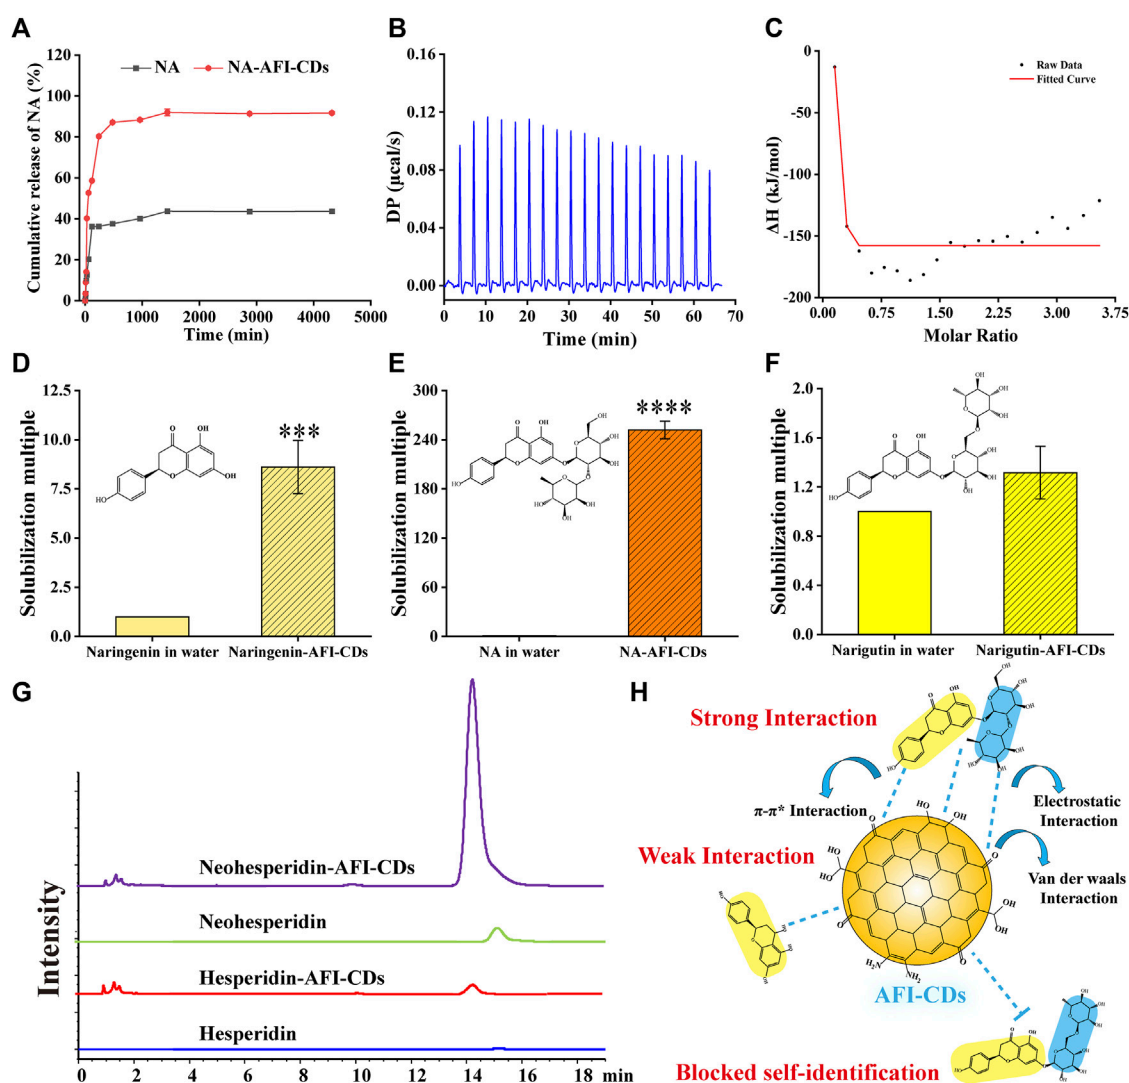 A
120
100
80
60
40
20
0
Cumulative release of NA (%)
NA
NA-AFI-CDs
0 1000 2000 3000 4000 5000
Time (min)
B
0.16
0.12
0.08
0.04
0.00
DP (μcal/s)
0 10 20 30 40 50 60 70
Time (min)
C
0
-50
-100
-150
-200
ΔH (kJ/mol)
Raw Data
Fitted Curve
0.00 0.75 1.50 2.25 3.00 3.75
Molar Ratio
D
12.5
10.0
7.5
5.0
2.5
0.0
Solubilization multiple
***
Naringenin in water
Naringenin-AFI-CDs
E
300
240
180
120
60
0
Solubilization multiple
****
NA in water
NA-AFI-CDs
F
2.0
1.6
1.2
0.8
0.4
0.0
Solubilization multiple
Narigutin in water
Narigutin-AFI-CDs
G
Intensity
Neohesperidin-AFI-CDs
Neohesperidin
Hesperidin-AFI-CDs
Hesperidin
0 2 4 6 8 10 12 14 16 18 min
H
Strong Interaction
π-π* Interaction
Electrostatic
Interaction
Weak Interaction
Van der waals
Interaction
AFI-CDs
Blocked self-identification